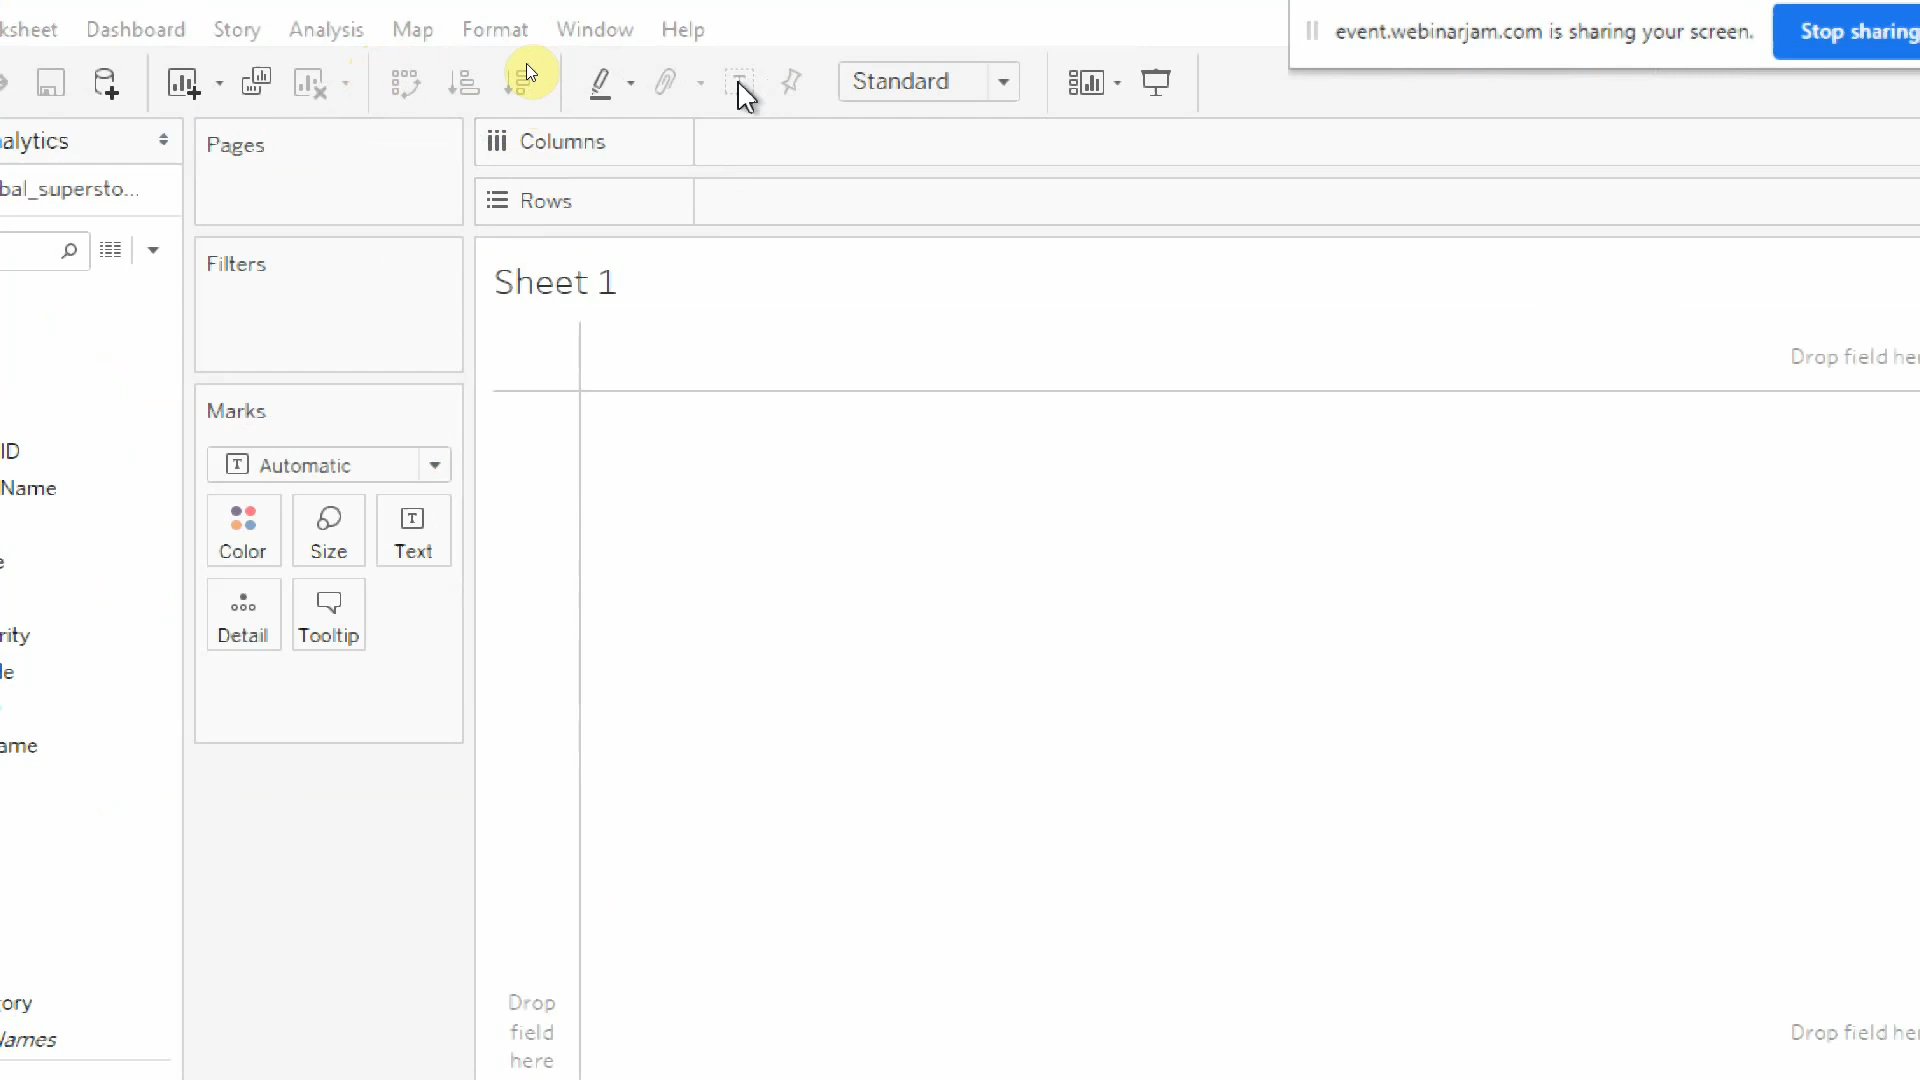 ksheet Dashboard Story Analysis Map Format Window Help
event.webinarjam.com is sharing your screen. Stop sharing
Standard
alytics
Pages
Columns
bal_supersto...
Rows
Filters
Sheet 1
Drop field her
Marks
ID
Automatic
Name
Color Size Text
e
rity
Detail Tooltip
le
ame
ory
Names
Drop
field
here
Drop field her